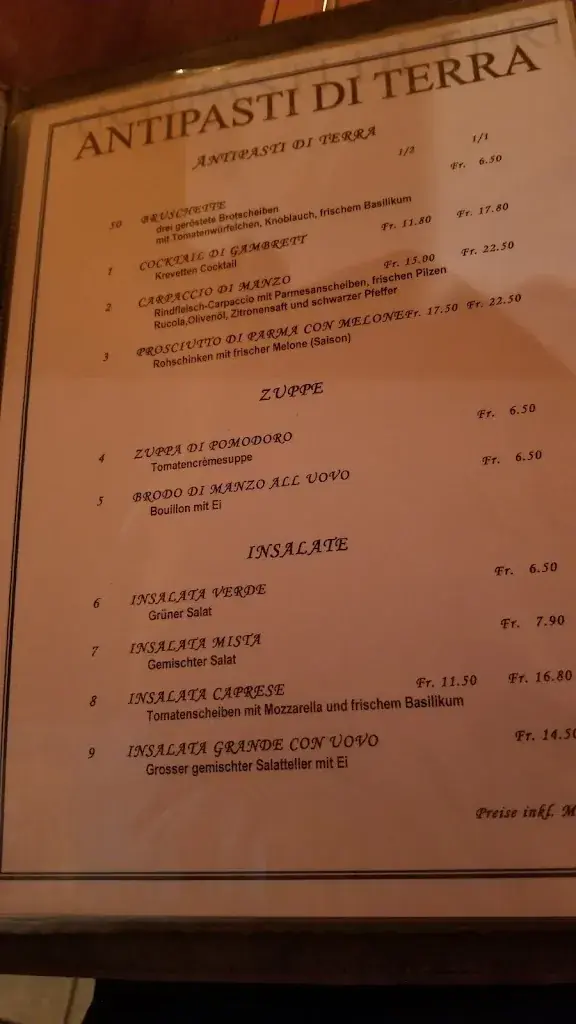 ANTIPASTI DI TERRA
ANTIPASTI DI TERRA 1/2 1/1
50 BRUSCHETTE Fr. 6.50
drei geröstete Brotscheiben
mit Tomatenwürfelchen, Knoblauch, frischem Basilikum
1 COCKTAIL DI GAMBRETT Fr. 11.80 Fr. 17.80
Krevetten Cocktail
2 CARPACCIO DI MANZO Fr. 15.00 Fr. 22.50
Rindfleisch-Carpaccio mit Parmesanscheiben, frischen Pilzen
Rucola,Olivenöl, Zitronensaft und schwarzer Pfeffer
3 PROSCIUTTO DI PARMA CON MELONE Fr. 17.50 Fr. 22.50
Rohschinken mit frischer Melone (Saison)
ZUPPE
4 ZUPPA DI POMODORO Fr. 6.50
Tomatencrèmesuppe
5 BRODO DI MANZO ALL UOVO Fr. 6.50
Bouillon mit Ei
INSALATE
6 INSALATA VERDE Fr. 6.50
Grüner Salat
7 INSALATA MISTA Fr. 7.90
Gemischter Salat
8 INSALATA CAPRESE Fr. 11.50 Fr. 16.80
Tomatenscheiben mit Mozzarella und frischem Basilikum
9 INSALATA GRANDE CON UOVO Fr. 14.50
Grosser gemischter Salatteller mit Ei
Preise inkl. M